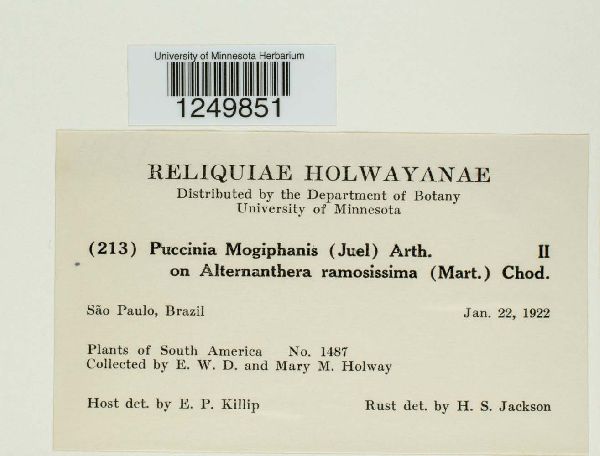 University of Minnesota Herbarium
1249851
RELIQUIAE HOLWAYANAE
Distributed by the Department of Botany
University of Minnesota
(213) Puccinia Mogiphanis (Juel) Arth. II
on Alternanthera ramosissima (Mart.) Chod.
São Paulo, Brazil Jan. 22, 1922
Plants of South America No. 1487
Collected by E. W. D. and Mary M. Holway
Host det. by E. P. Killip Rust det. by H. S. Jackson